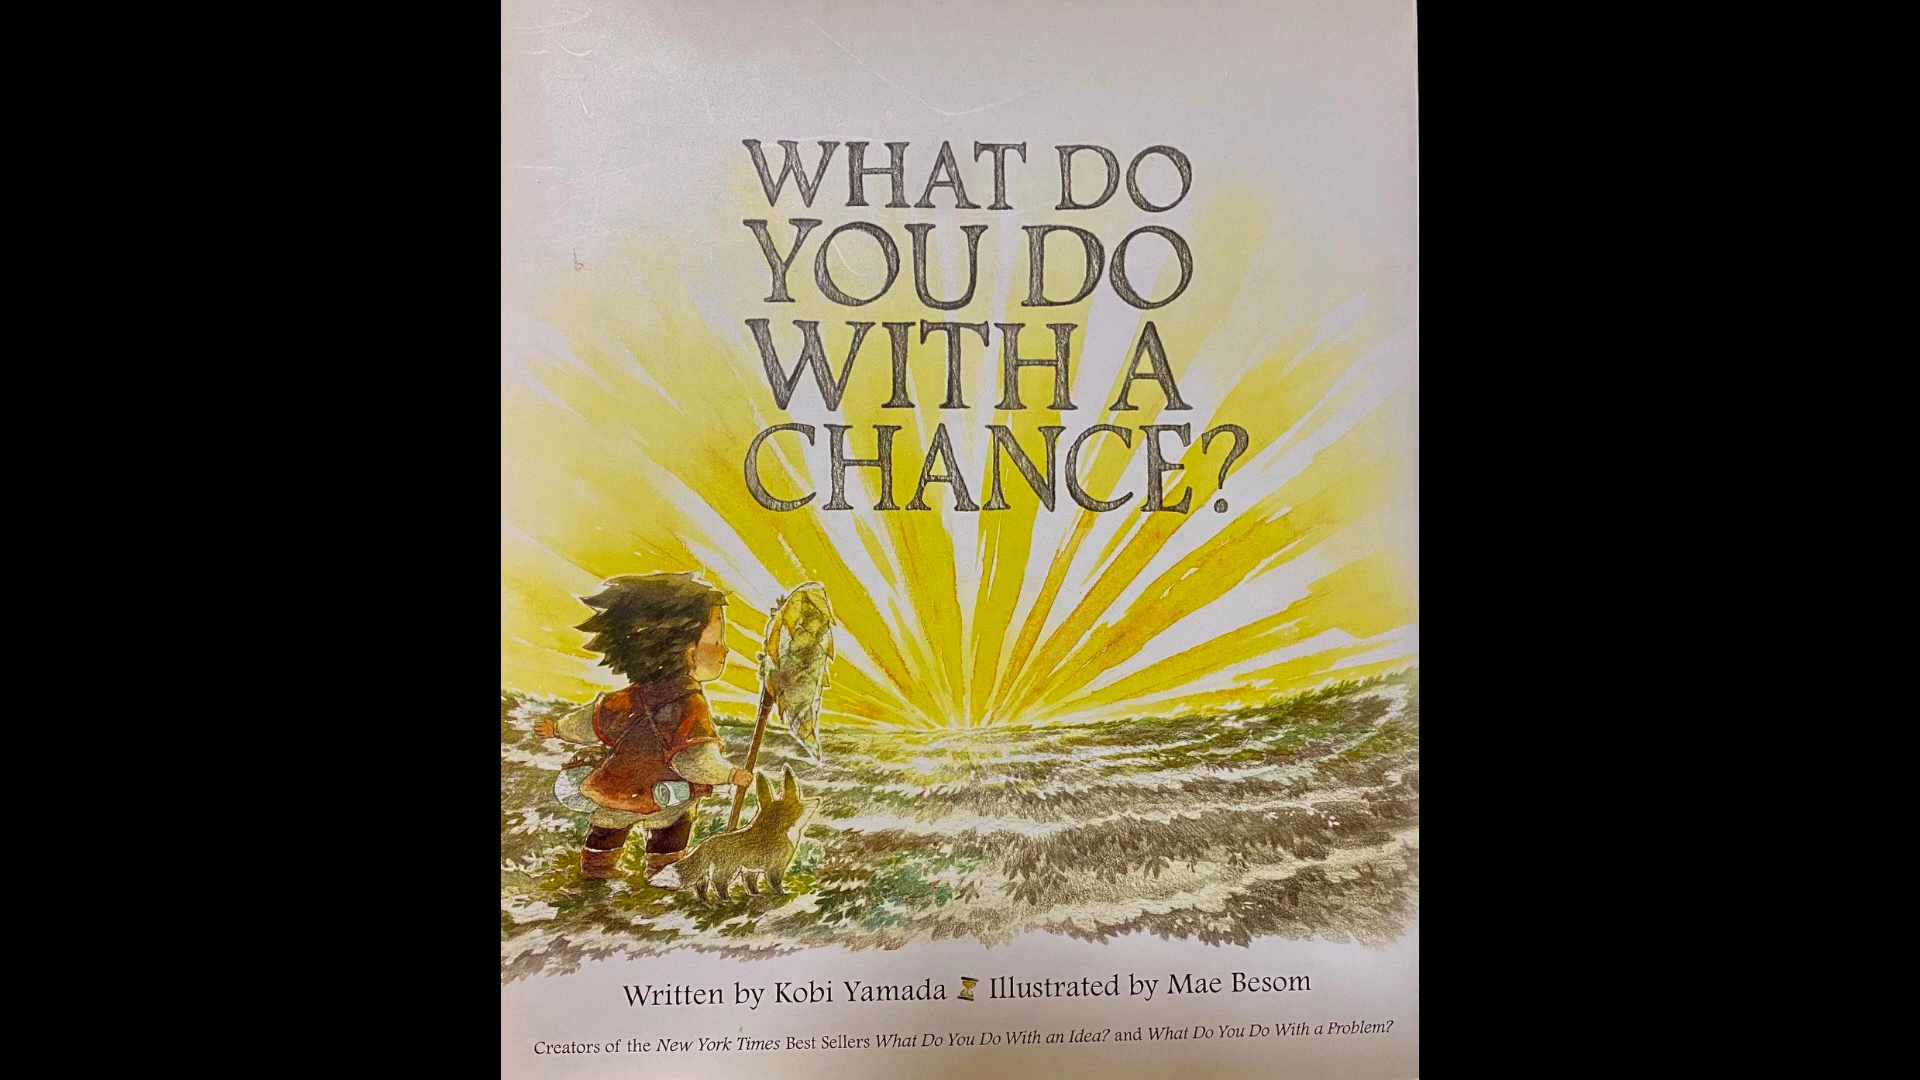 WHAT DO
YOU DO
WITH A
CHANCE?
Written by Kobi Yamada Illustrated by Mae Besom
Creators of the New York Times Best Sellers What Do You Do With an Idea? and What Do You Do With a Problem?